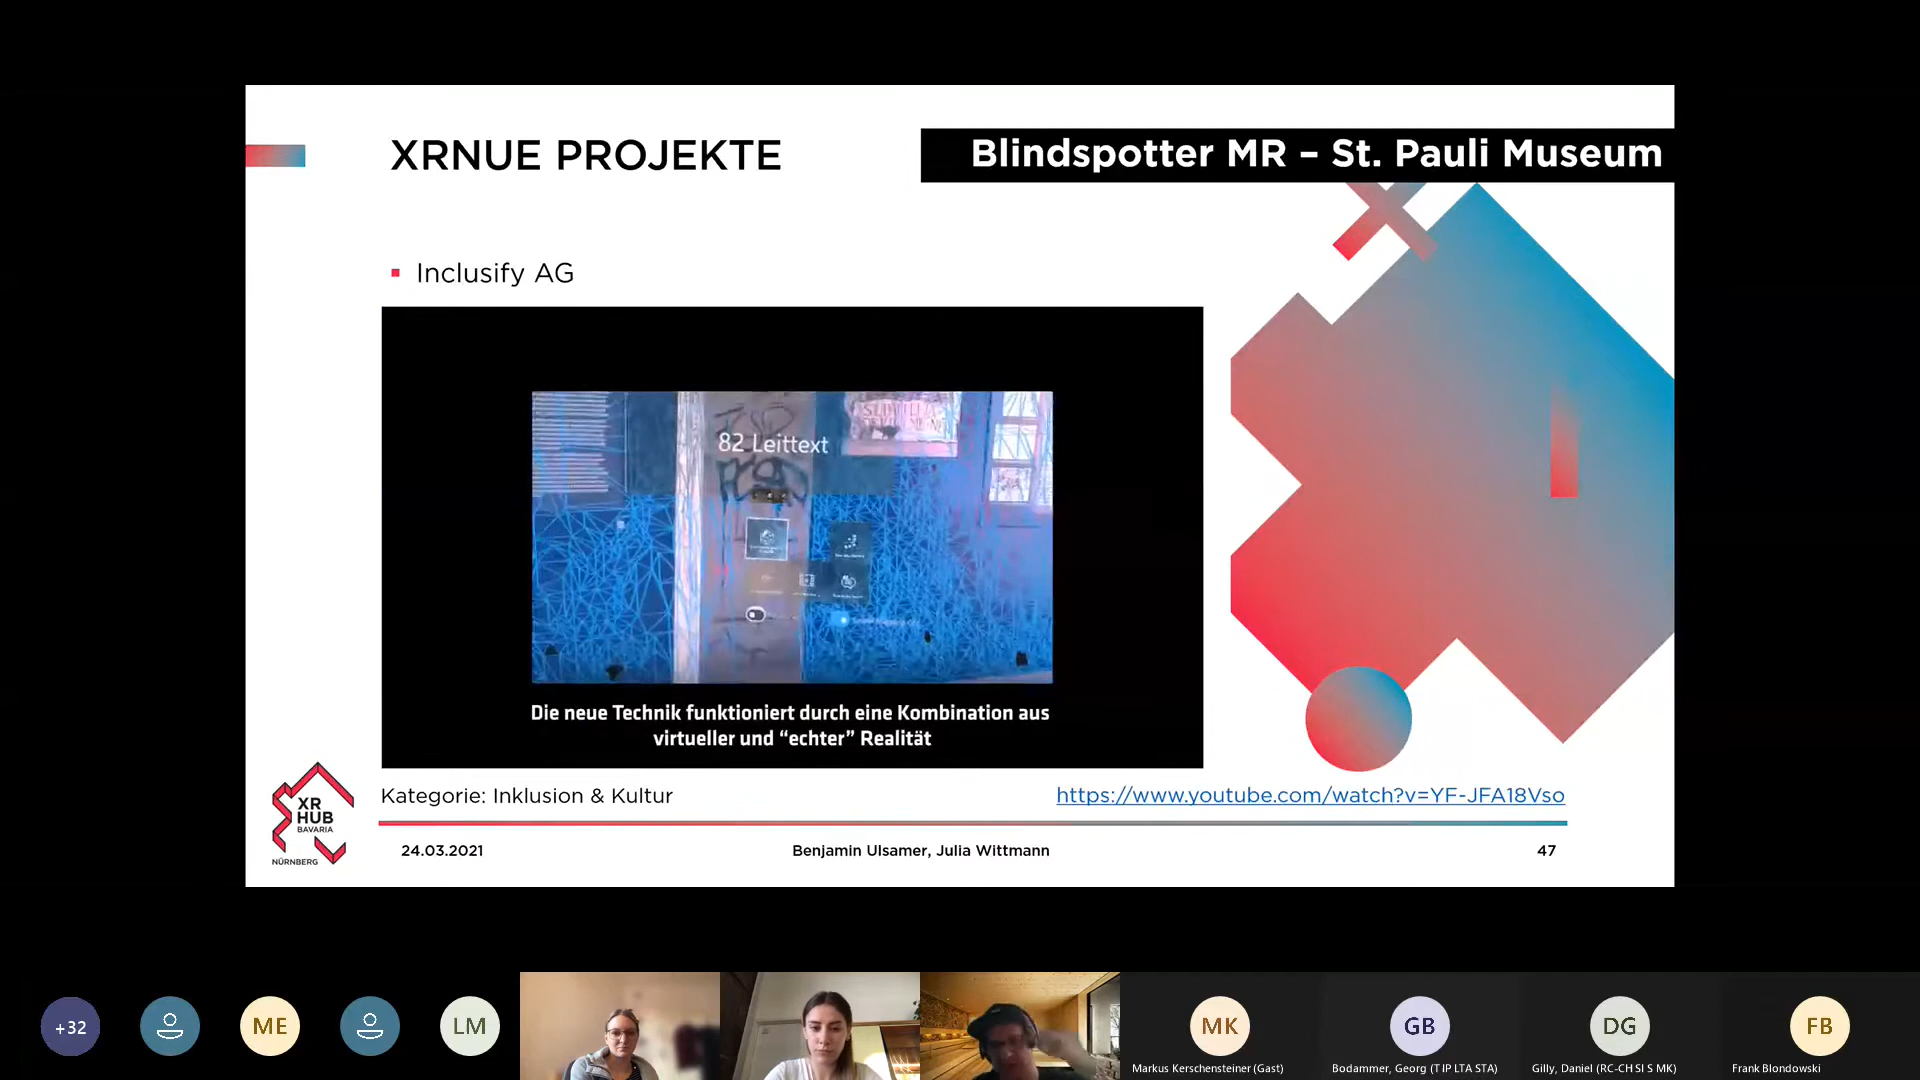 XRNUE PROJEKTE
Blindspotter MR – St. Pauli Museum
Inclusify AG
82 Leittext
Die neue Technik funktioniert durch eine Kombination aus
virtueller und “echter” Realität
XR
HUB
BAVARIA
NÜRNBERG
Kategorie: Inklusion & Kultur
https://www.youtube.com/watch?v=YF-JFA18Vso
24.03.2021
Benjamin Ulsamer, Julia Wittmann
47
+32
ME
LM
MK
GB
DG
FB
Markus Kerschensteiner (Gast)
Bodammer, Georg (T IP LTA STA)
Gilly, Daniel (RC-CH SI S MK)
Frank Blondowski